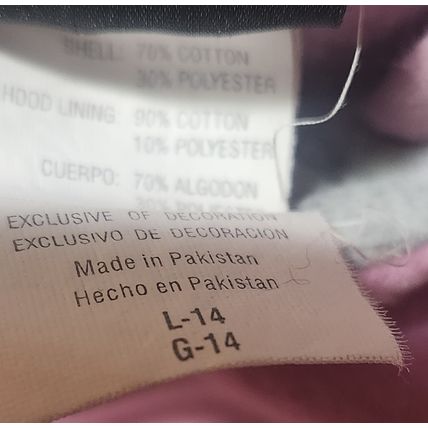 SHELL: 70% COTTON
30% POLYESTER
HOOD LINING: 90% COTTON
10% POLYESTER
CUERPO: 70% ALGODON
EXCLUSIVE OF DECORATION
EXCLUSIVO DE DECORACION
Made in Pakistan
Hecho en Pakistan
L-14
G-14